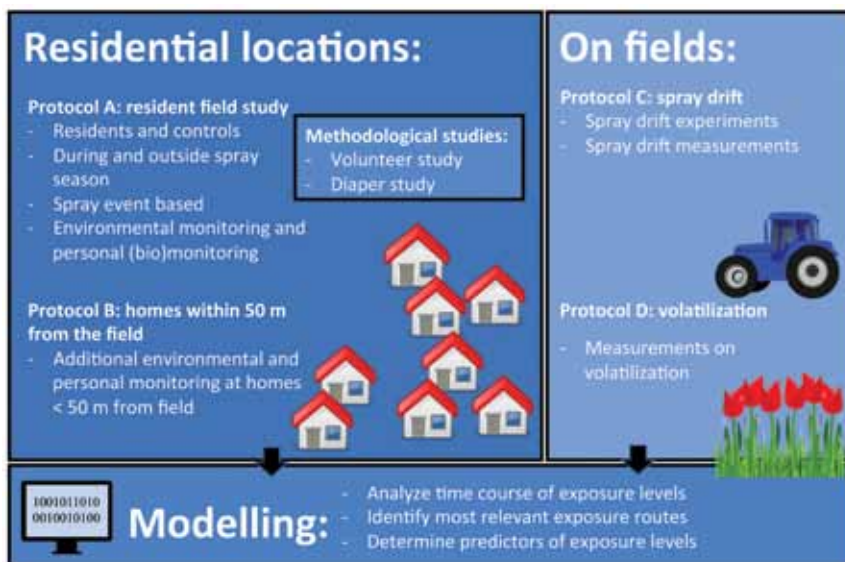 Residential locations:
Protocol A: resident field study
- Residents and controls
- During and outside spray
season
- Spray event based
- Environmental monitoring and
personal (bio)monitoring
Methodological studies:
- Volunteer study
- Diaper study
Protocol B: homes within 50 m
from the field
- Additional environmental and
personal monitoring at homes
< 50 m from field
On fields:
Protocol C: spray drift
- Spray drift experiments
- Spray drift measurements
Protocol D: volatilization
- Measurements on
volatilization
1001011010
0010010100
Modelling:
- Analyze time course of exposure levels
- Identify most relevant exposure routes
- Determine predictors of exposure levels